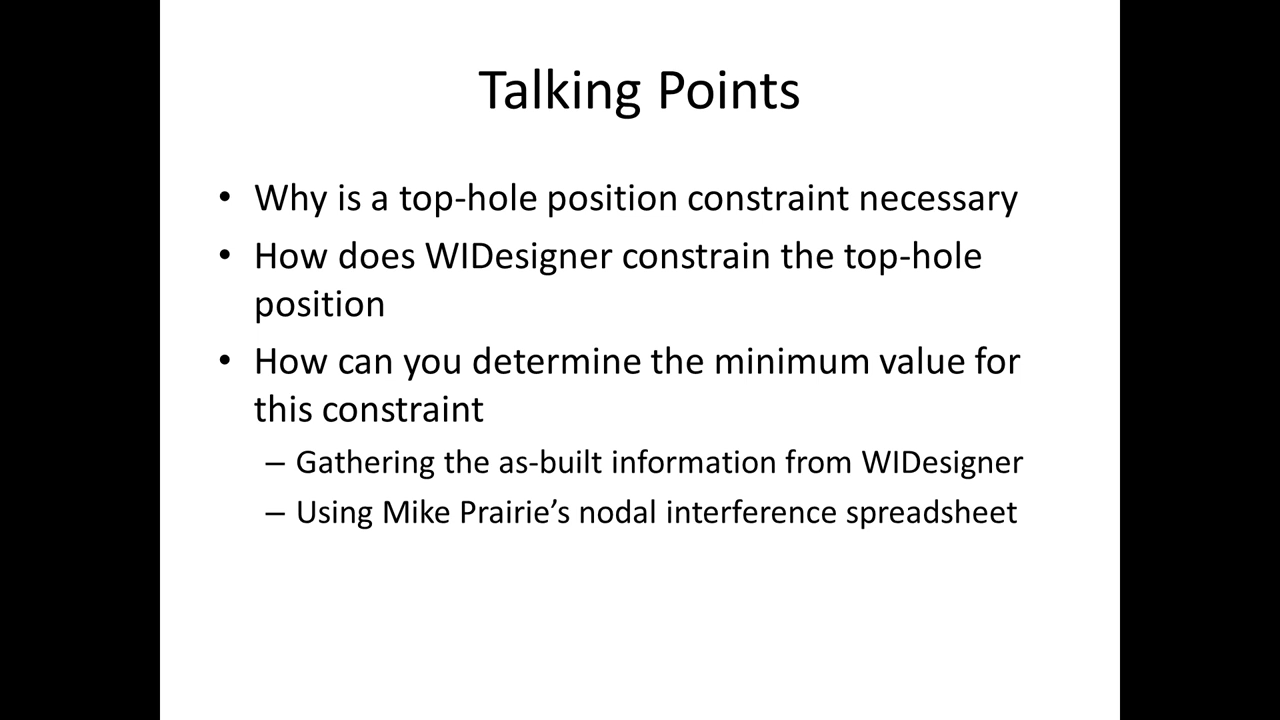 Talking Points
• Why is a top-hole position constraint necessary
• How does WIDesigner constrain the top-hole
position
• How can you determine the minimum value for
this constraint
– Gathering the as-built information from WIDesigner
– Using Mike Prairie’s nodal interference spreadsheet